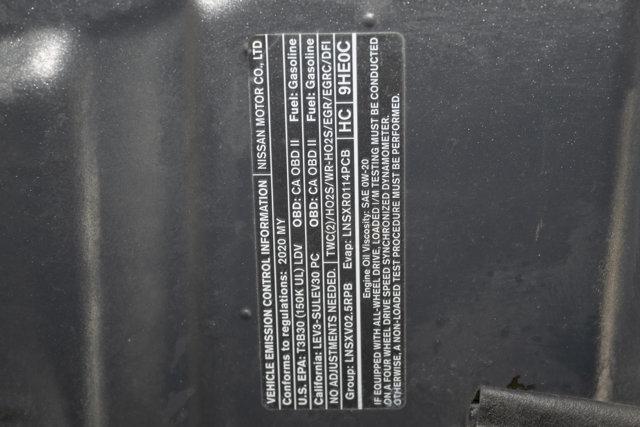 VEHICLE EMISSION CONTROL INFORMATION NISSAN MOTOR CO., LTD
Conforms to regulations: 2020 MY
U.S. EPA: T3B30 (150K UL) LDV OBD: CA OBD II Fuel: Gasoline
California: LEV3-SULEV30 PC OBD: CA OBD II Fuel: Gasoline
NO ADJUSTMENTS NEEDED. TWC(2)/HO2S/WR-HO2S/EGR/EGRC/DFI
Group: LNSXV02.5RPB Evap: LNSXR0114PCB HC 9HE0C
Engine Oil Viscosity: SAE 0W-20
IF EQUIPPED WITH ALL-WHEEL DRIVE, LOADED I/M TESTING MUST BE CONDUCTED
ON A FOUR WHEEL DRIVE SPEED SYNCHRONIZED DYNAMOMETER.
OTHERWISE, A NON-LOADED TEST PROCEDURE MUST BE PERFORMED.